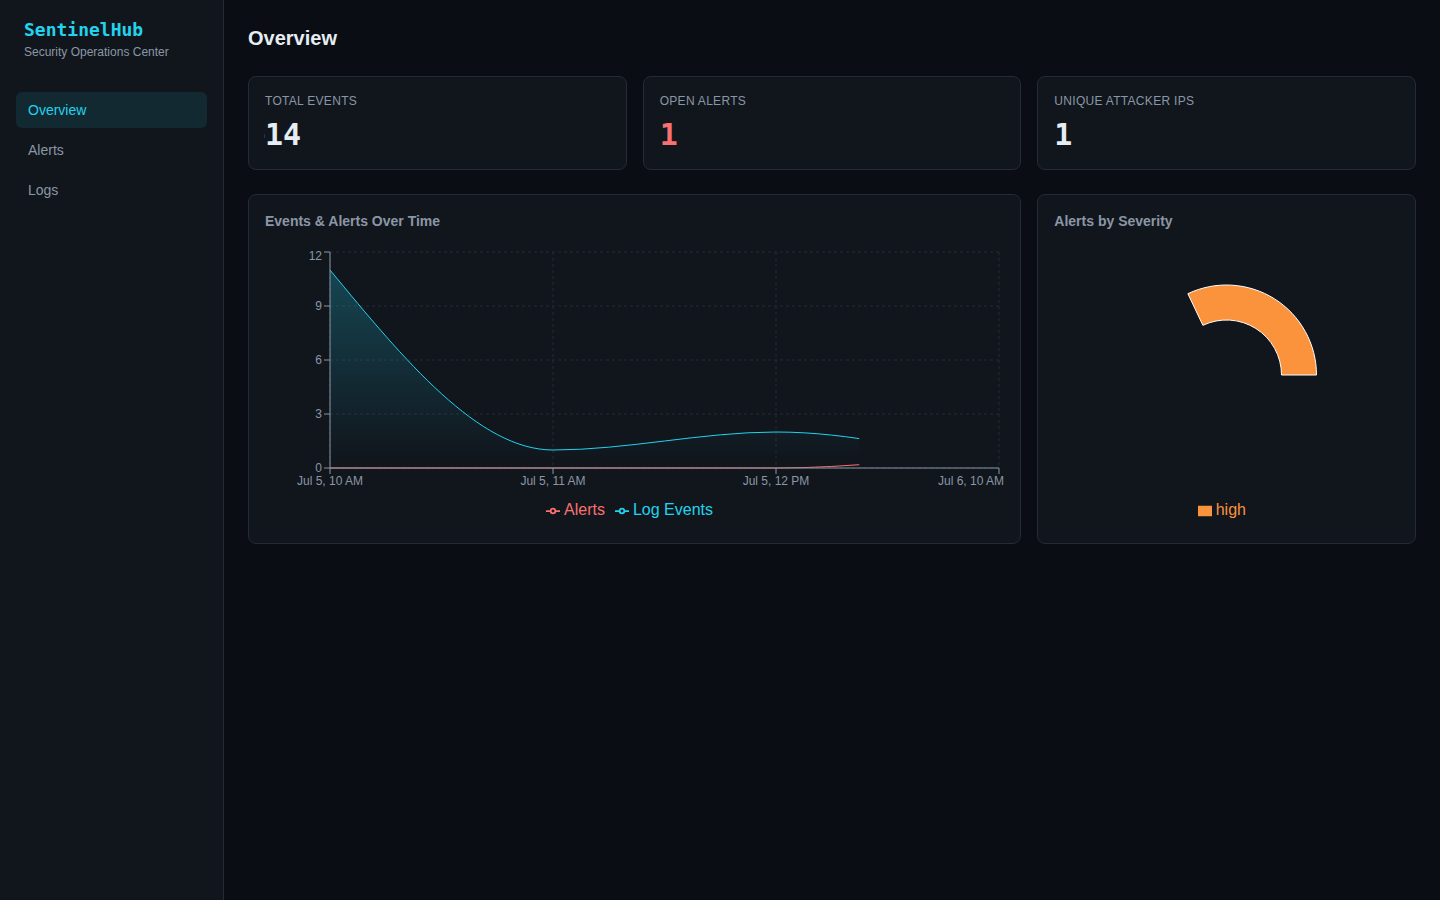 SentinelHub
Security Operations Center
Overview
Alerts
Logs
Overview
TOTAL EVENTS
14
OPEN ALERTS
1
UNIQUE ATTACKER IPS
1
Events & Alerts Over Time
12
9
6
3
0
Jul 5, 10 AM
Jul 5, 11 AM
Jul 5, 12 PM
Jul 6, 10 AM
Alerts
Log Events
Alerts by Severity
high